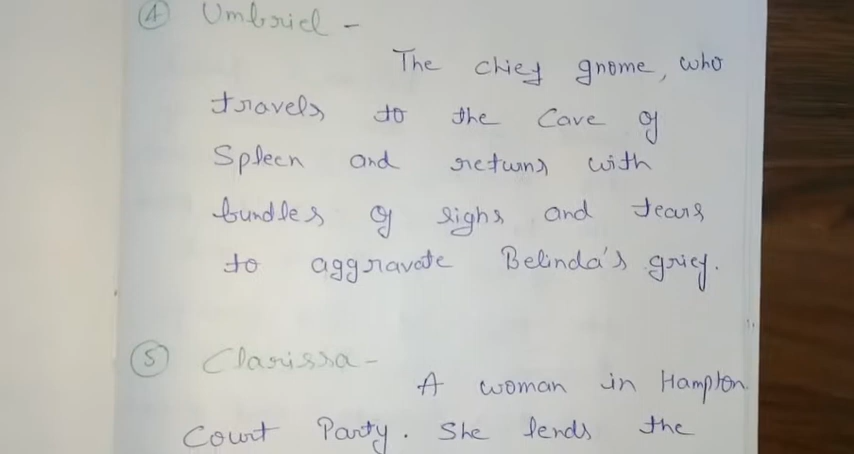 ④ Umbriel -
The chief gnome, who
travels to the Cave of
Spleen and returns with
bundles of sighs and tears
to aggravate Belinda's grief.
⑤ Clarissa -
A woman in Hampton
Court Party. She lends the